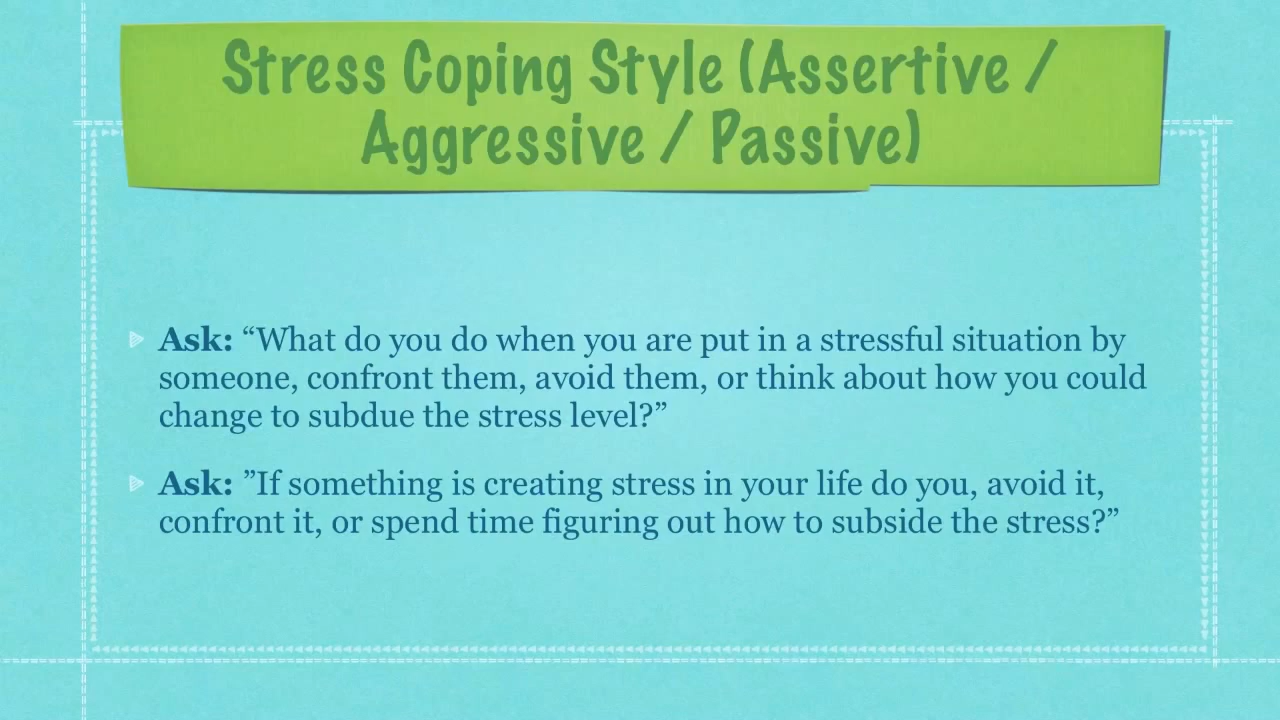 Stress Coping Style (Assertive /
Aggressive / Passive)
Ask: “What do you do when you are put in a stressful situation by
someone, confront them, avoid them, or think about how you could
change to subdue the stress level?”
Ask: ”If something is creating stress in your life do you, avoid it,
confront it, or spend time figuring out how to subside the stress?”